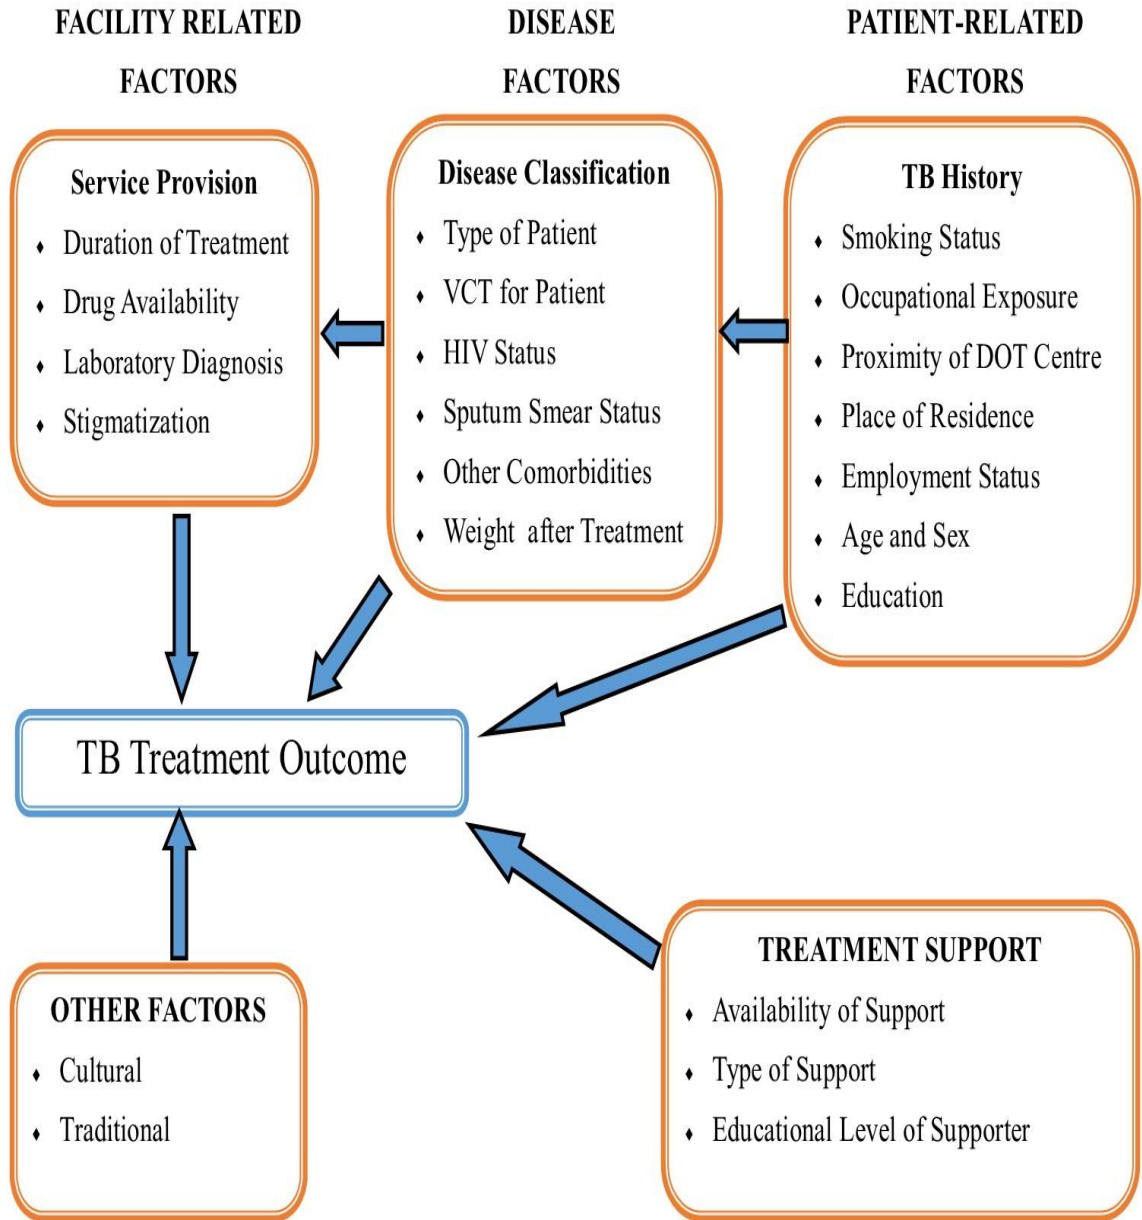 FACILITY RELATED
FACTORS
DISEASE
FACTORS
PATIENT-RELATED
FACTORS
Service Provision
♦ Duration of Treatment
♦ Drug Availability
♦ Laboratory Diagnosis
♦ Stigmatization
Disease Classification
♦ Type of Patient
♦ VCT for Patient
♦ HIV Status
♦ Sputum Smear Status
♦ Other Comorbidities
♦ Weight after Treatment
TB History
♦ Smoking Status
♦ Occupational Exposure
♦ Proximity of DOT Centre
♦ Place of Residence
♦ Employment Status
♦ Age and Sex
♦ Education
TB Treatment Outcome
OTHER FACTORS
♦ Cultural
♦ Traditional
TREATMENT SUPPORT
♦ Availability of Support
♦ Type of Support
♦ Educational Level of Supporter